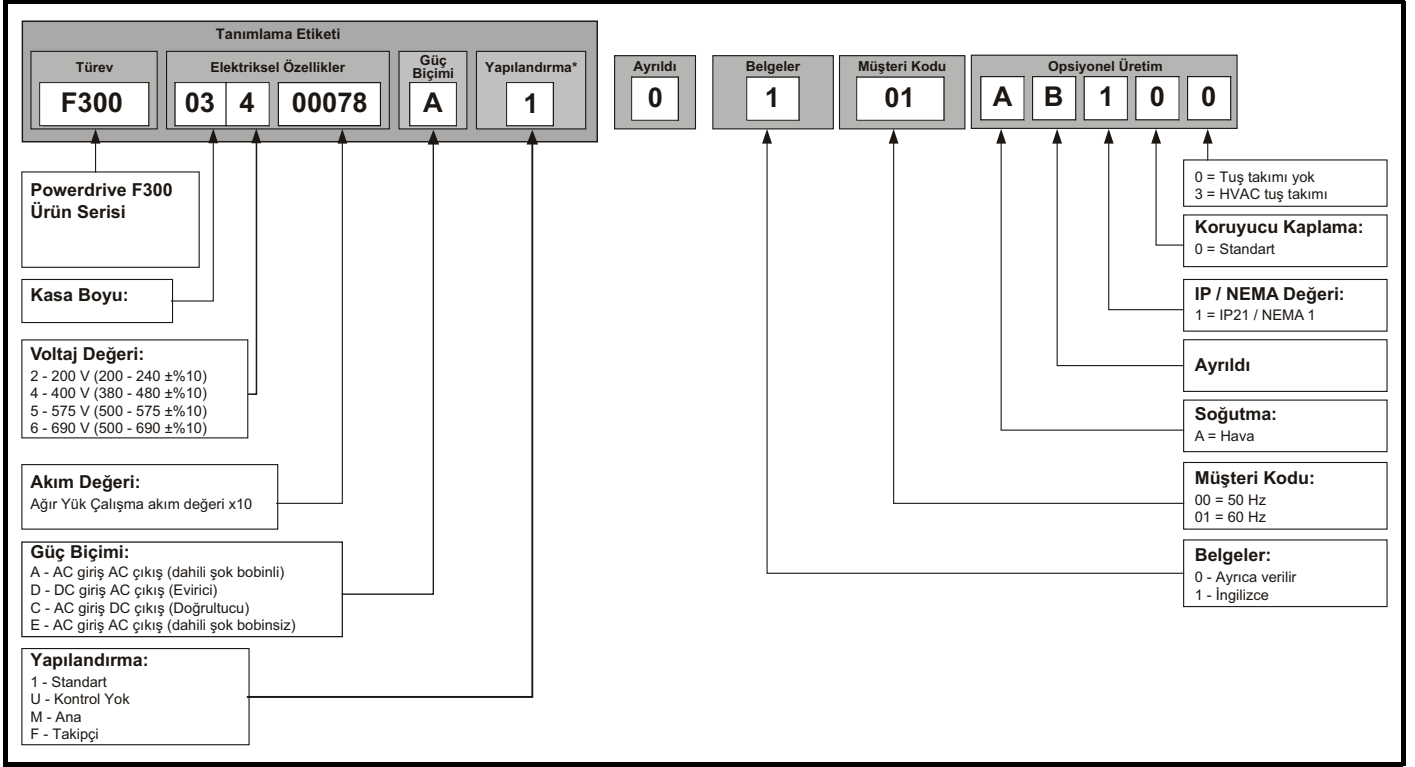 Tanımlama Etiketi
Türev
Elektriksel Özellikler
Güç
Biçimi
Yapılandırma*
Ayrıldı
Belgeler
Müşteri Kodu
Opsiyonel Üretim
F300 03 4 00078 A 1 0 1 01 A B 1 0 0
Powerdrive F300
Ürün Serisi
Kasa Boyu:
Voltaj Değeri:
2 - 200 V (200 - 240 ±%10)
4 - 400 V (380 - 480 ±%10)
5 - 575 V (500 - 575 ±%10)
6 - 690 V (500 - 690 ±%10)
Akım Değeri:
Ağır Yük Çalışma akım değeri x10
Güç Biçimi:
A - AC giriş AC çıkış (dahili şok bobinli)
D - DC giriş AC çıkış (Evirici)
C - AC giriş DC çıkış (Doğrultucu)
E - AC giriş AC çıkış (dahili şok bobinsiz)
Yapılandırma:
1 - Standart
U - Kontrol Yok
M - Ana
F - Takipçi
0 = Tuş takımı yok
3 = HVAC tuş takımı
Koruyucu Kaplama:
0 = Standart
IP / NEMA Değeri:
1 = IP21 / NEMA 1
Ayrıldı
Soğutma:
A = Hava
Müşteri Kodu:
00 = 50 Hz
01 = 60 Hz
Belgeler:
0 - Ayrıca verilir
1 - İngilizce